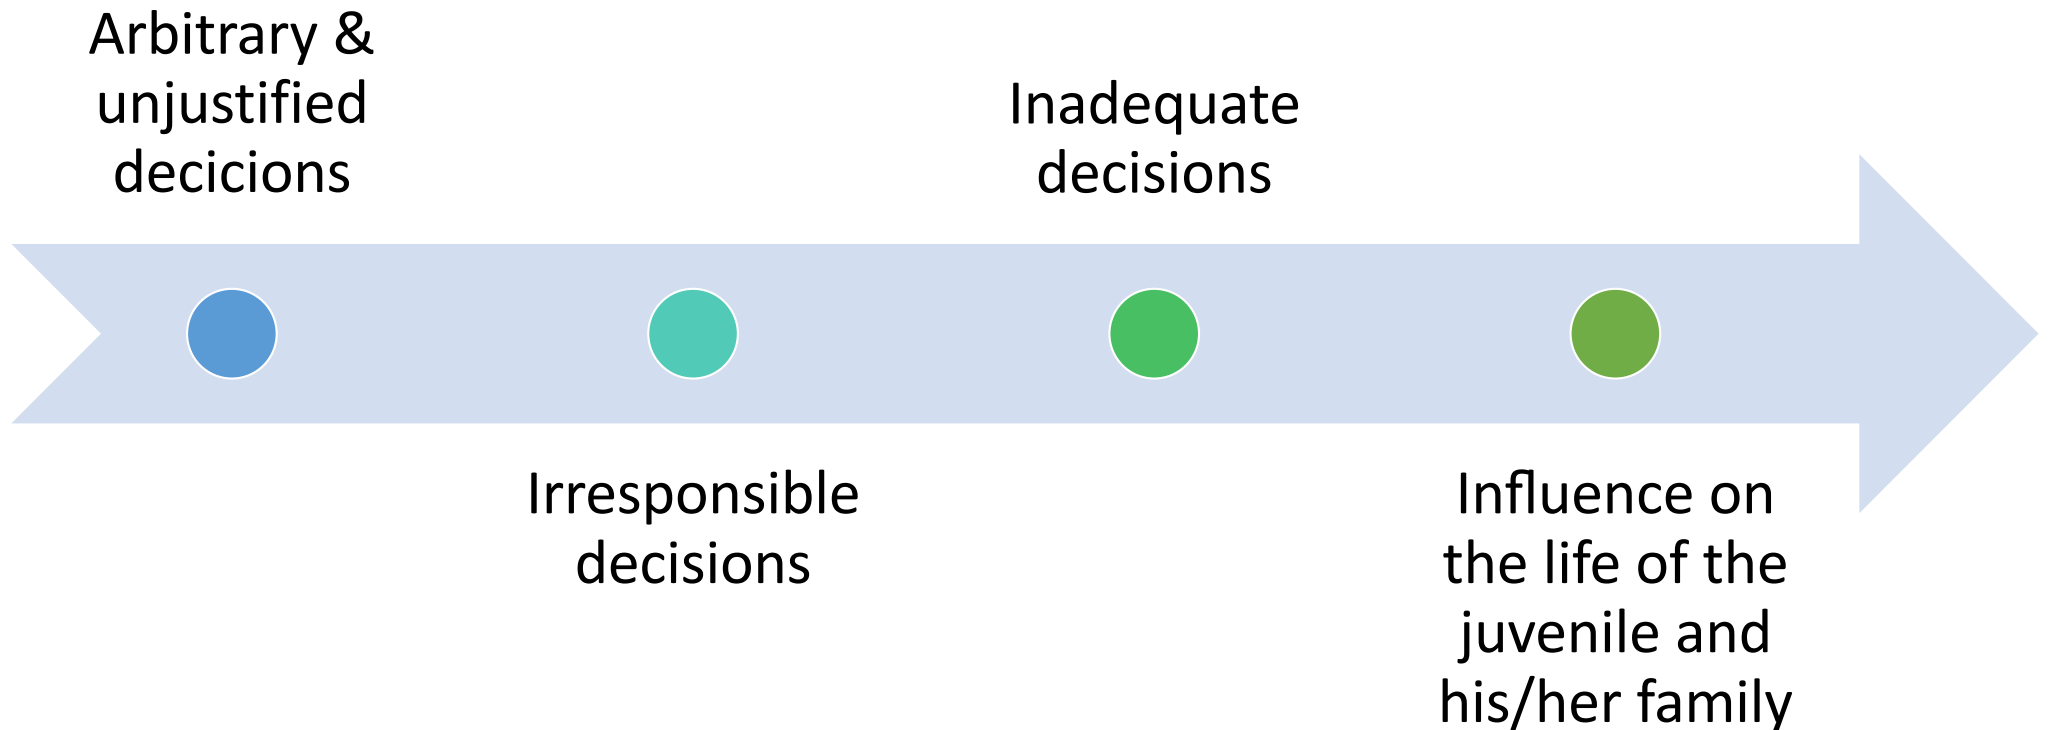 Arbitrary &
unjustified
decicions
Irresponsible
decisions
Inadequate
decisions
Influence on
the life of the
juvenile and
his/her family